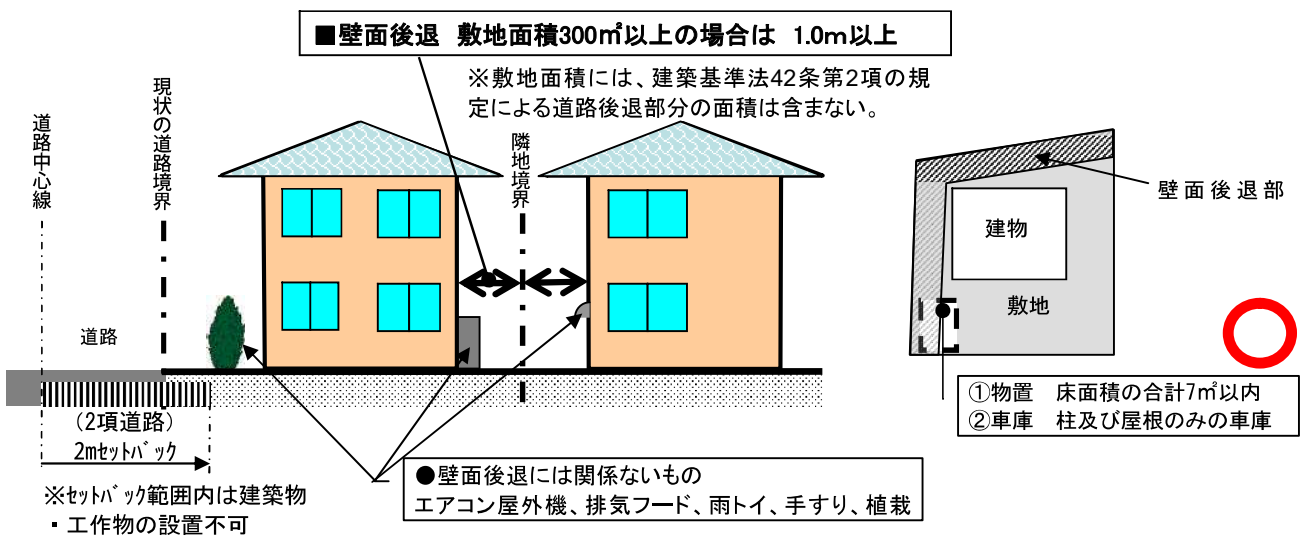 ■壁面後退 敷地面積300㎡以上の場合は 1.0m以上
※敷地面積には、建築基準法42条第2項の規
定による道路後退部分の面積は含まない。
道路中心線
現状の道路境界
隣地境界
壁面後退部
建物
敷地
道路
(2項道路)
2mセットバック
※セットバック範囲内は建築物
・工作物の設置不可
●壁面後退には関係ないもの
エアコン屋外機、排気フード、雨トイ、手すり、植栽
①物置 床面積の合計7㎡以内
②車庫 柱及び屋根のみの車庫